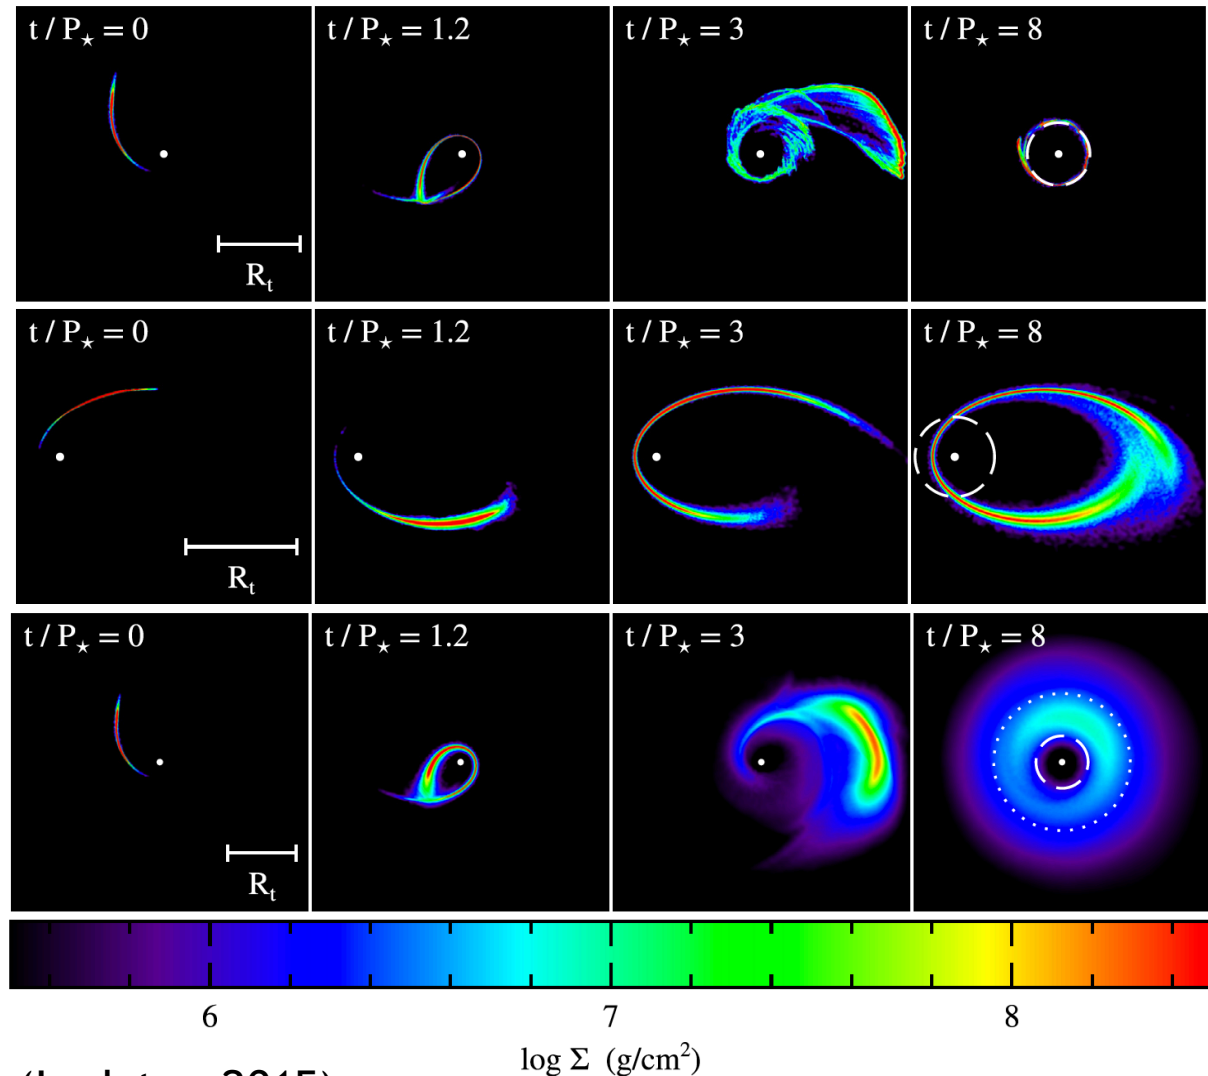 t / P⋆ = 0
t / P⋆ = 1.2
t / P⋆ = 3
t / P⋆ = 8
Rt
t / P⋆ = 0
t / P⋆ = 1.2
t / P⋆ = 3
t / P⋆ = 8
Rt
t / P⋆ = 0
t / P⋆ = 1.2
t / P⋆ = 3
t / P⋆ = 8
Rt
6 7 8
log Σ (g/cm²)